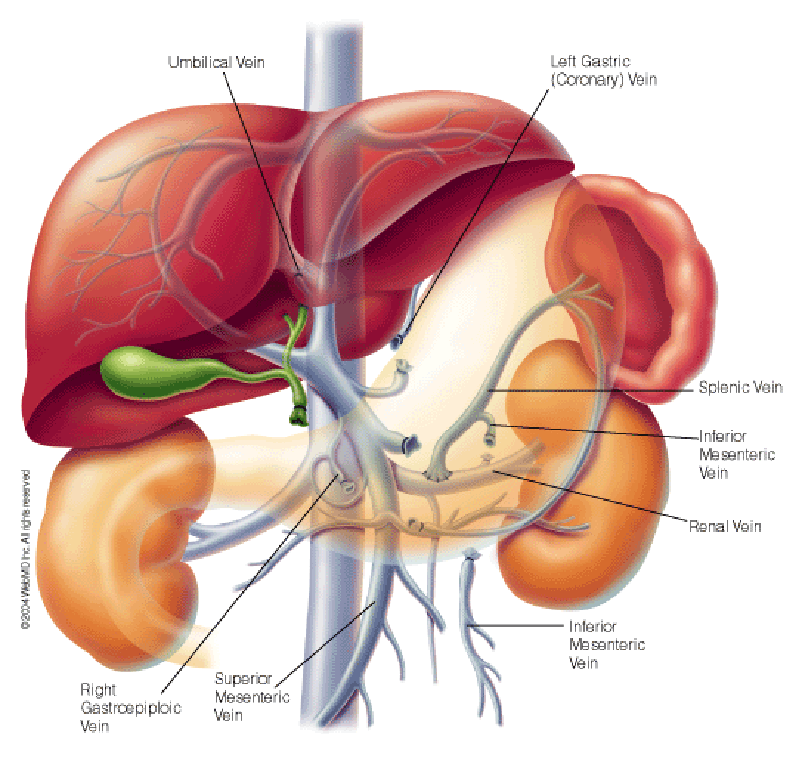 Umbilical Vein
Left Gastric
(Coronary) Vein
Splenic Vein
Inferior
Mesenteric
Vein
Renal Vein
Inferior
Mesenteric
Vein
Superior
Mesenteric
Vein
Right
Gastroepiploic
Vein
©2004 WebMD Inc. All rights reserved